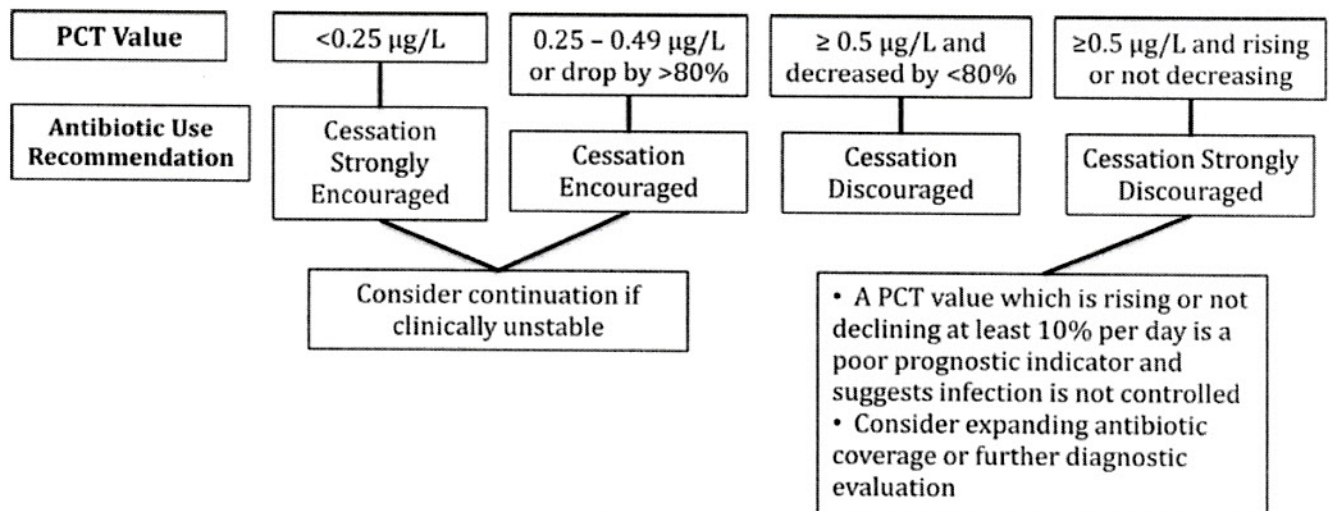 PCT Value
<0.25 µg/L
0.25 – 0.49 µg/L
or drop by >80%
≥ 0.5 µg/L and
decreased by <80%
≥0.5 µg/L and rising
or not decreasing
Antibiotic Use
Recommendation
Cessation
Strongly
Encouraged
Cessation
Encouraged
Cessation
Discouraged
Cessation Strongly
Discouraged
Consider continuation if
clinically unstable
• A PCT value which is rising or not
declining at least 10% per day is a
poor prognostic indicator and
suggests infection is not controlled
• Consider expanding antibiotic
coverage or further diagnostic
evaluation